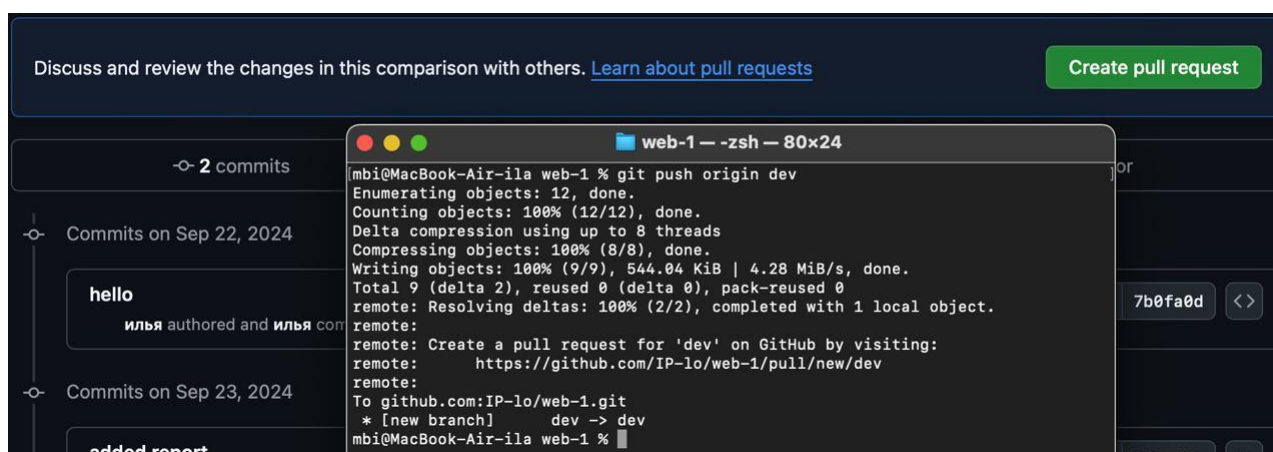 Discuss and review the changes in this comparison with others. Learn about pull requests
Create pull request
2 commits
web-1 — -zsh — 80×24
[mbi@MacBook-Air-ila web-1 % git push origin dev ]
Enumerating objects: 12, done.
Counting objects: 100% (12/12), done.
Delta compression using up to 8 threads
Compressing objects: 100% (8/8), done.
Writing objects: 100% (9/9), 544.04 KiB | 4.28 MiB/s, done.
Total 9 (delta 2), reused 0 (delta 0), pack-reused 0
remote: Resolving deltas: 100% (2/2), completed with 1 local object.
remote:
remote: Create a pull request for 'dev' on GitHub by visiting:
remote:      https://github.com/IP-lo/web-1/pull/new/dev
remote:
To github.com:IP-lo/web-1.git
 * [new branch]      dev -> dev
mbi@MacBook-Air-ila web-1 %
Commits on Sep 22, 2024
hello
7b0fa0d
илья authored and илья com
Commits on Sep 23, 2024
added report